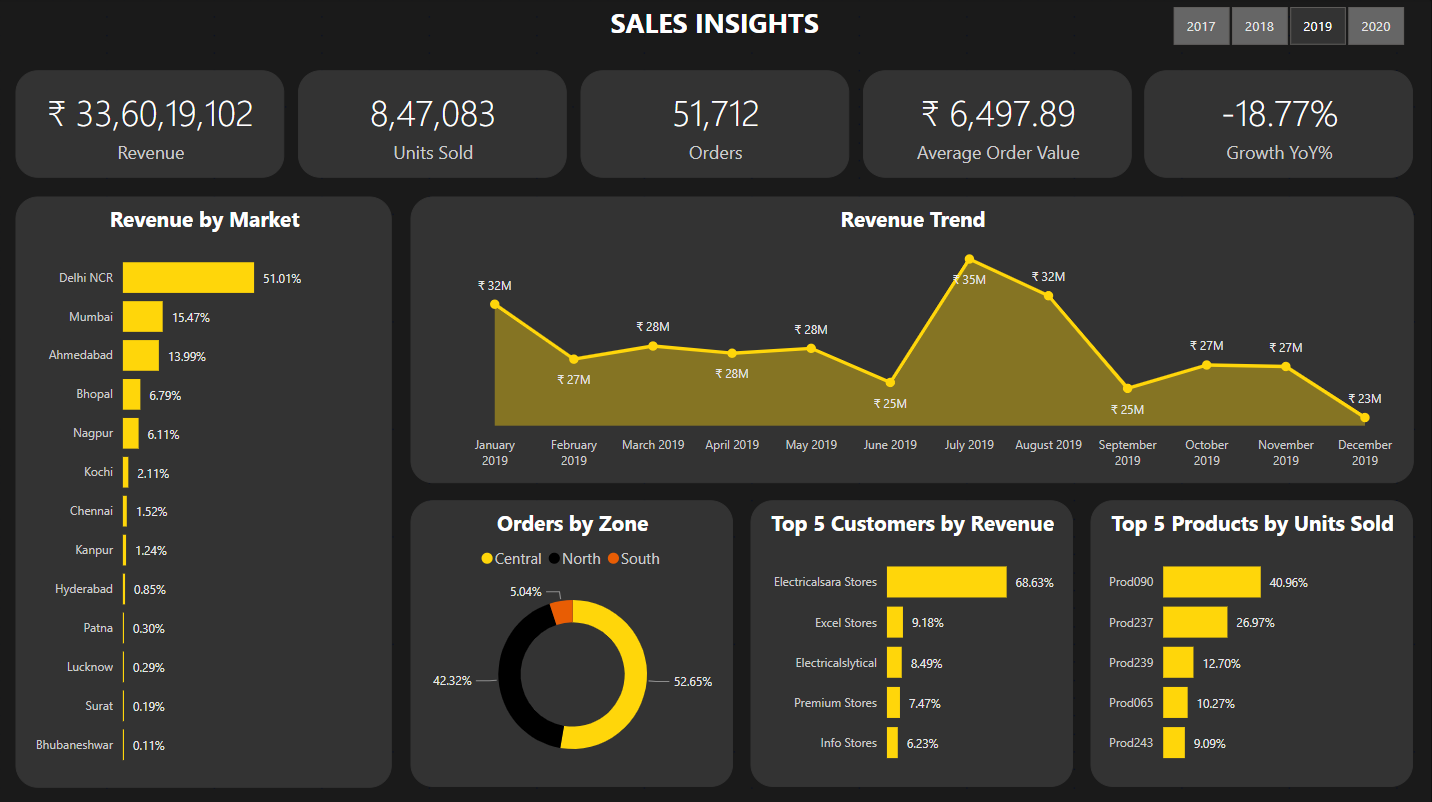 SALES INSIGHTS
2017 2018 2019 2020
₹ 33,60,19,102
Revenue
8,47,083
Units Sold
51,712
Orders
₹ 6,497.89
Average Order Value
-18.77%
Growth YoY%
Revenue by Market
Delhi NCR 51.01%
Mumbai 15.47%
Ahmedabad 13.99%
Bhopal 6.79%
Nagpur 6.11%
Kochi 2.11%
Chennai 1.52%
Kanpur 1.24%
Hyderabad 0.85%
Patna 0.30%
Lucknow 0.29%
Surat 0.19%
Bhubaneshwar 0.11%
Revenue Trend
₹ 32M
₹ 27M
₹ 28M
₹ 28M
₹ 28M
₹ 25M
₹ 35M
₹ 32M
₹ 25M
₹ 27M
₹ 27M
₹ 23M
January
2019
February
2019
March 2019
April 2019
May 2019
June 2019
July 2019
August 2019
September
2019
October
2019
November
2019
December
2019
Orders by Zone
Central North South
5.04%
42.32%
52.65%
Top 5 Customers by Revenue
Electricalsara Stores 68.63%
Excel Stores 9.18%
Electricalslytical 8.49%
Premium Stores 7.47%
Info Stores 6.23%
Top 5 Products by Units Sold
Prod090 40.96%
Prod237 26.97%
Prod239 12.70%
Prod065 10.27%
Prod243 9.09%